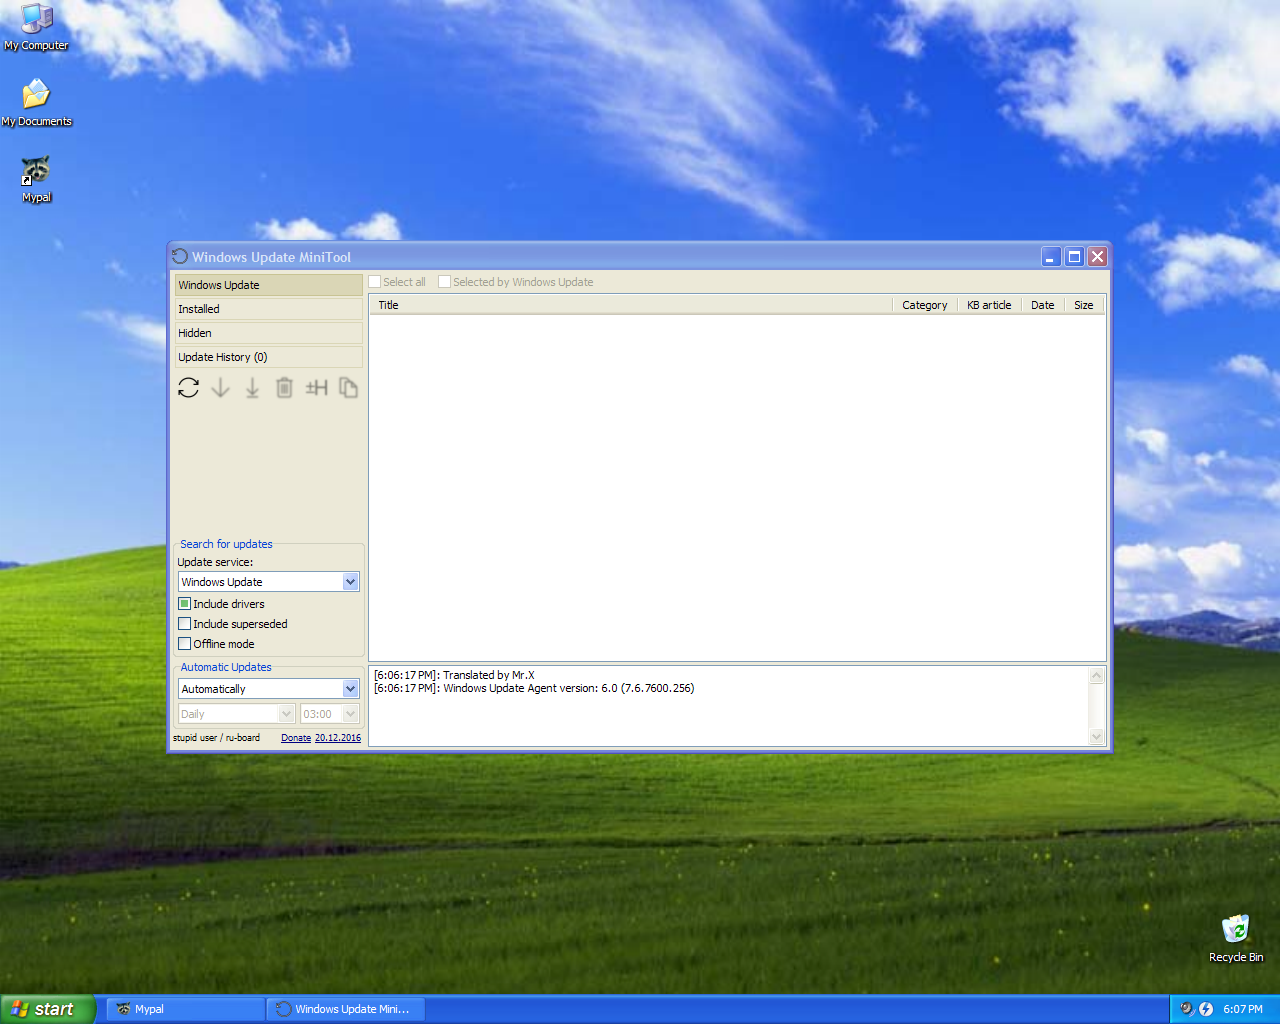 My Computer
My Documents
Mypal
Windows Update MiniTool
Windows Update
Installed
Hidden
Update History (0)
±H
Select all
Selected by Windows Update
Title
Category
KB article
Date
Size
Search for updates
Update service:
Windows Update
Include drivers
Include superseded
Offline mode
Automatic Updates
Automatically
Daily
03:00
stupid user / ru-board
Donate
20.12.2016
[6:06:17 PM]: Translated by Mr.X
[6:06:17 PM]: Windows Update Agent version: 6.0 (7.6.7600.256)
Recycle Bin
start
Mypal
Windows Update Mini...
6:07 PM